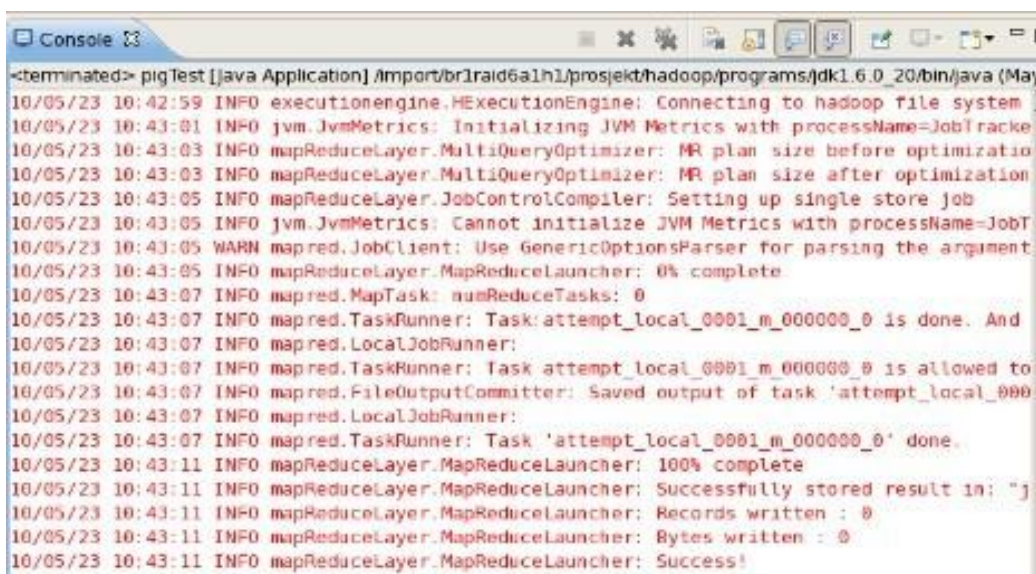 Console
<terminated> pigTest [Java Application] /import/br1raid6a1h1/prosjekt/hadoop/programs/jdk1.6.0_20/bin/java (May
10/05/23 10:42:59 INFO executionengine.HExecutionEngine: Connecting to hadoop file system
10/05/23 10:43:01 INFO jvm.JvmMetrics: Initializing JVM Metrics with processName=JobTracke
10/05/23 10:43:03 INFO mapReduceLayer.MultiQueryOptimizer: MR plan size before optimizatio
10/05/23 10:43:03 INFO mapReduceLayer.MultiQueryOptimizer: MR plan size after optimization
10/05/23 10:43:05 INFO mapReduceLayer.JobControlCompiler: Setting up single store job
10/05/23 10:43:05 INFO jvm.JvmMetrics: Cannot initialize JVM Metrics with processName=JobT
10/05/23 10:43:05 WARN mapred.JobClient: Use GenericOptionsParser for parsing the argument
10/05/23 10:43:05 INFO mapReduceLayer.MapReduceLauncher: 0% complete
10/05/23 10:43:07 INFO mapred.MapTask: numReduceTasks: 0
10/05/23 10:43:07 INFO mapred.TaskRunner: Task:attempt_local_0001_m_000000_0 is done. And
10/05/23 10:43:07 INFO mapred.LocalJobRunner:
10/05/23 10:43:07 INFO mapred.TaskRunner: Task attempt_local_0001_m_000000_0 is allowed to
10/05/23 10:43:07 INFO mapred.FileOutputCommitter: Saved output of task 'attempt_local_000
10/05/23 10:43:07 INFO mapred.LocalJobRunner:
10/05/23 10:43:07 INFO mapred.TaskRunner: Task 'attempt_local_0001_m_000000_0' done.
10/05/23 10:43:11 INFO mapReduceLayer.MapReduceLauncher: 100% complete
10/05/23 10:43:11 INFO mapReduceLayer.MapReduceLauncher: Successfully stored result in: "j
10/05/23 10:43:11 INFO mapReduceLayer.MapReduceLauncher: Records written : 0
10/05/23 10:43:11 INFO mapReduceLayer.MapReduceLauncher: Bytes written : 0
10/05/23 10:43:11 INFO mapReduceLayer.MapReduceLauncher: Success!